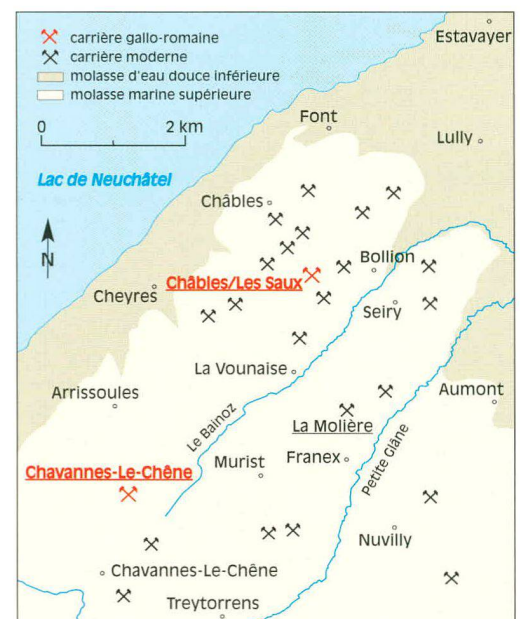 carrière gallo-romaine
carrière moderne
molasse d'eau douce inférieure
molasse marine supérieure
0 2 km
Estavayer
Font
Lully
Lac de Neuchâtel
Châbles
N
Bollion
Châbles/Les Saux
Cheyres
Seiry
La Vounaise
Arrissoules
Aumont
Le Bainoz
La Molière
Chavannes-Le-Chêne
Murist
Franex
Petite Glâne
Nuvilly
Chavannes-Le-Chêne
Treytorrens